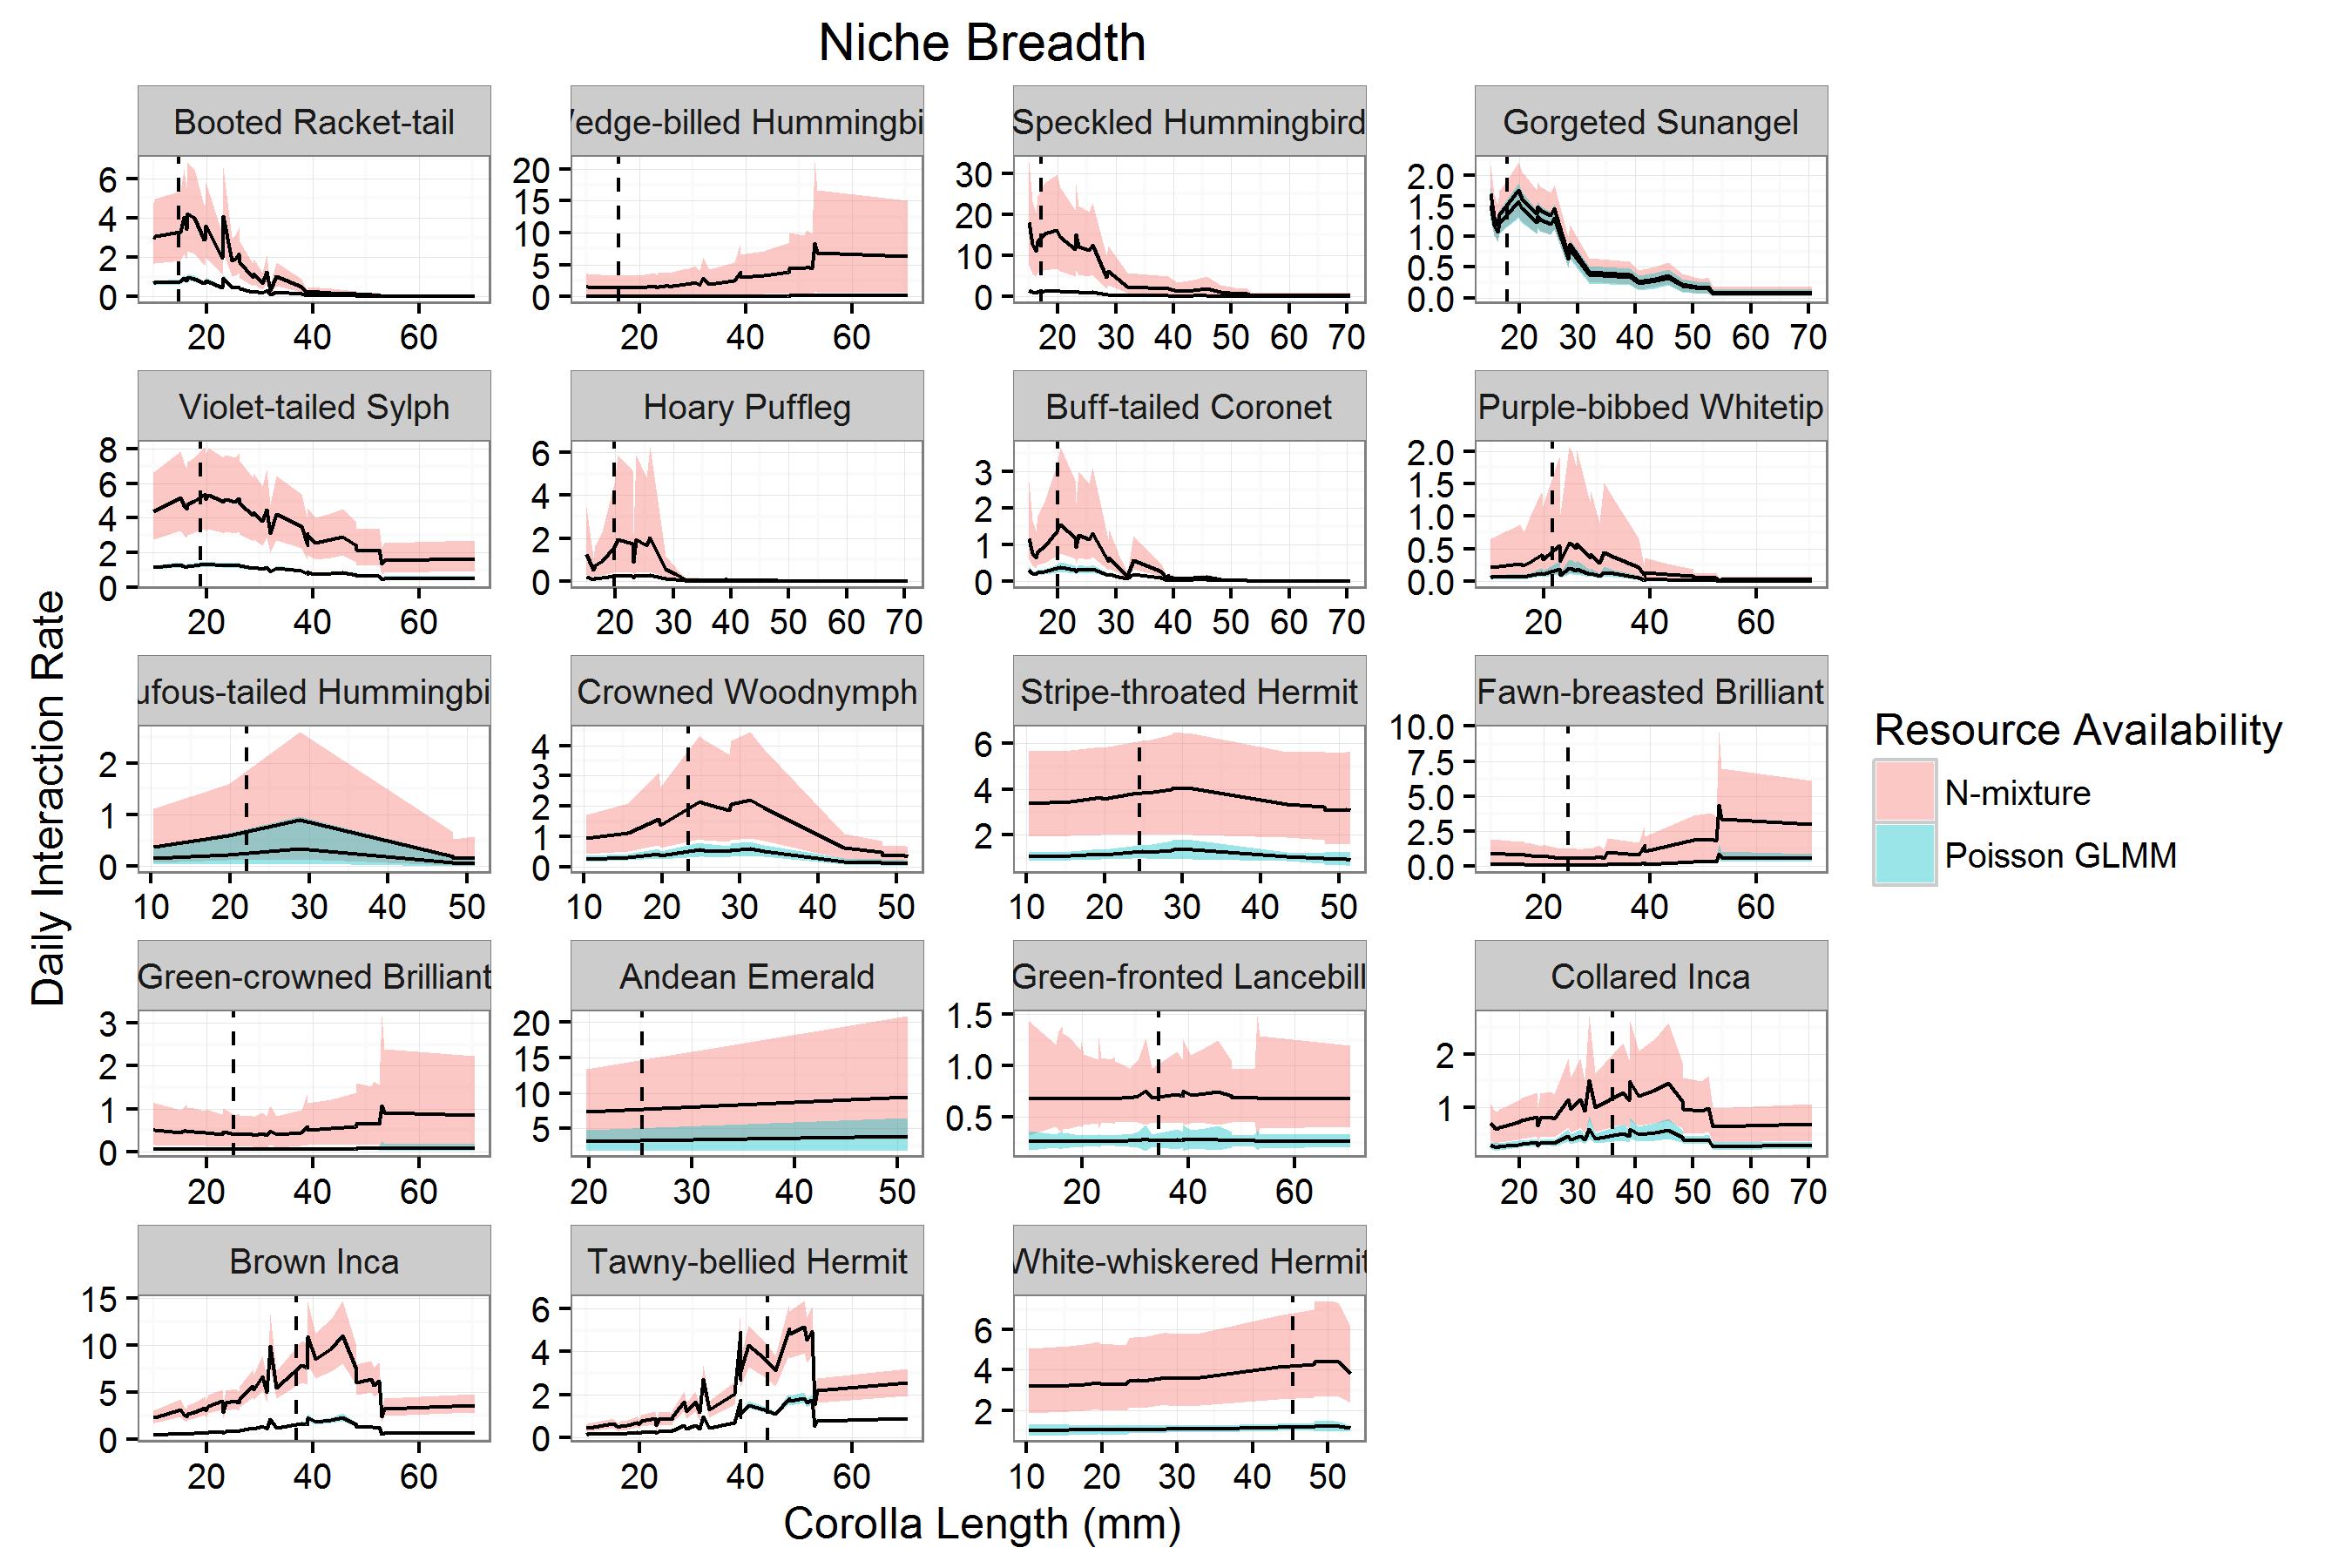 Niche Breadth
Booted Racket-tail
edge-billed Hummingbi
Speckled Hummingbird
Gorgeted Sunangel
6
4
2
0
20 40 60
20
15
10
5
0
20 40 60
30
20
10
0
20 30 40 50 60 70
2.0
1.5
1.0
0.5
0.0
20 30 40 50 60 70
Violet-tailed Sylph
Hoary Puffleg
Buff-tailed Coronet
Purple-bibbed Whitetip
8
6
4
2
0
20 40 60
6
4
2
0
20 30 40 50 60 70
3
2
1
0
20 30 40 50 60 70
2.0
1.5
1.0
0.5
0.0
20 40 60
ufous-tailed Hummingbi
Crowned Woodnymph
Stripe-throated Hermit
Fawn-breasted Brilliant
2
1
0
10 20 30 40 50
4
3
2
1
0
10 20 30 40 50
6
4
2
10 20 30 40 50
10.0
7.5
5.0
2.5
0.0
20 40 60
Green-crowned Brilliant
Andean Emerald
Green-fronted Lancebill
Collared Inca
3
2
1
0
20 40 60
20
15
10
5
20 30 40 50
1.5
1.0
0.5
20 40 60
2
1
20 30 40 50 60 70
Brown Inca
Tawny-bellied Hermit
White-whiskered Hermit
15
10
5
0
20 40 60
6
4
2
0
20 40 60
6
4
2
10 20 30 40 50
Daily Interaction Rate
Corolla Length (mm)
Resource Availability
N-mixture
Poisson GLMM